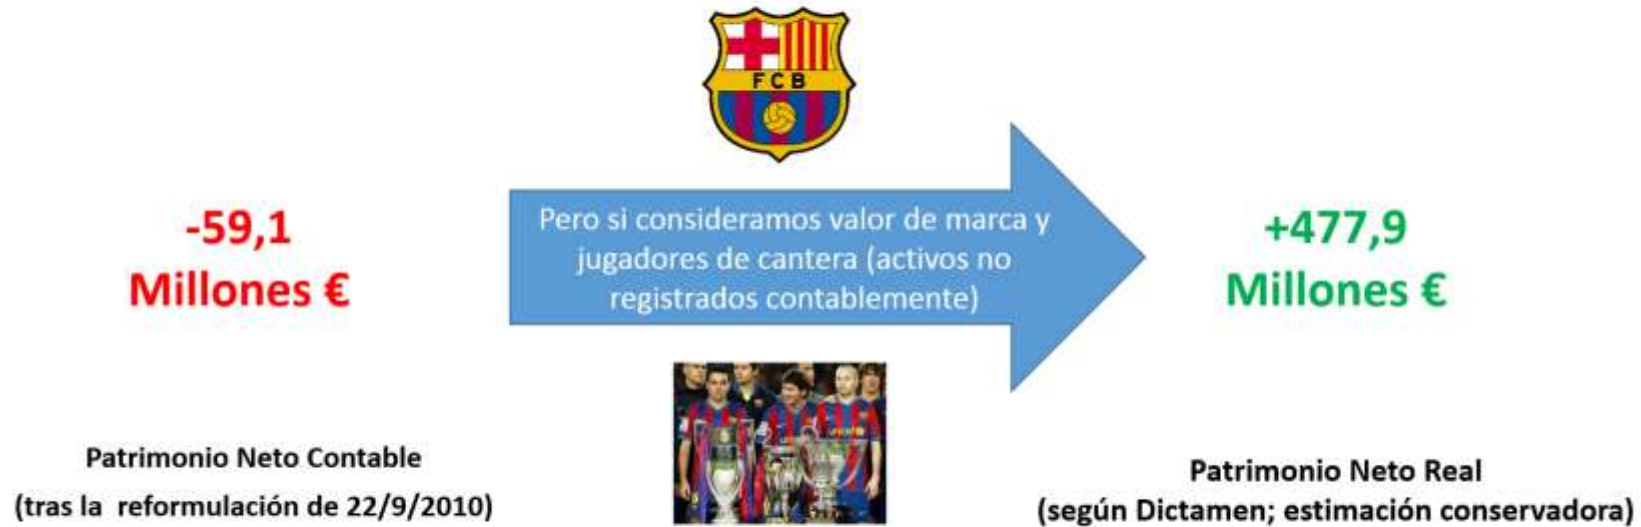 FCB
-59,1
Millones €
Pero si consideramos valor de marca y
jugadores de cantera (activos no
registrados contablemente)
+477,9
Millones €
Patrimonio Neto Contable
(tras la reformulación de 22/9/2010)
Patrimonio Neto Real
(según Dictamen; estimación conservadora)